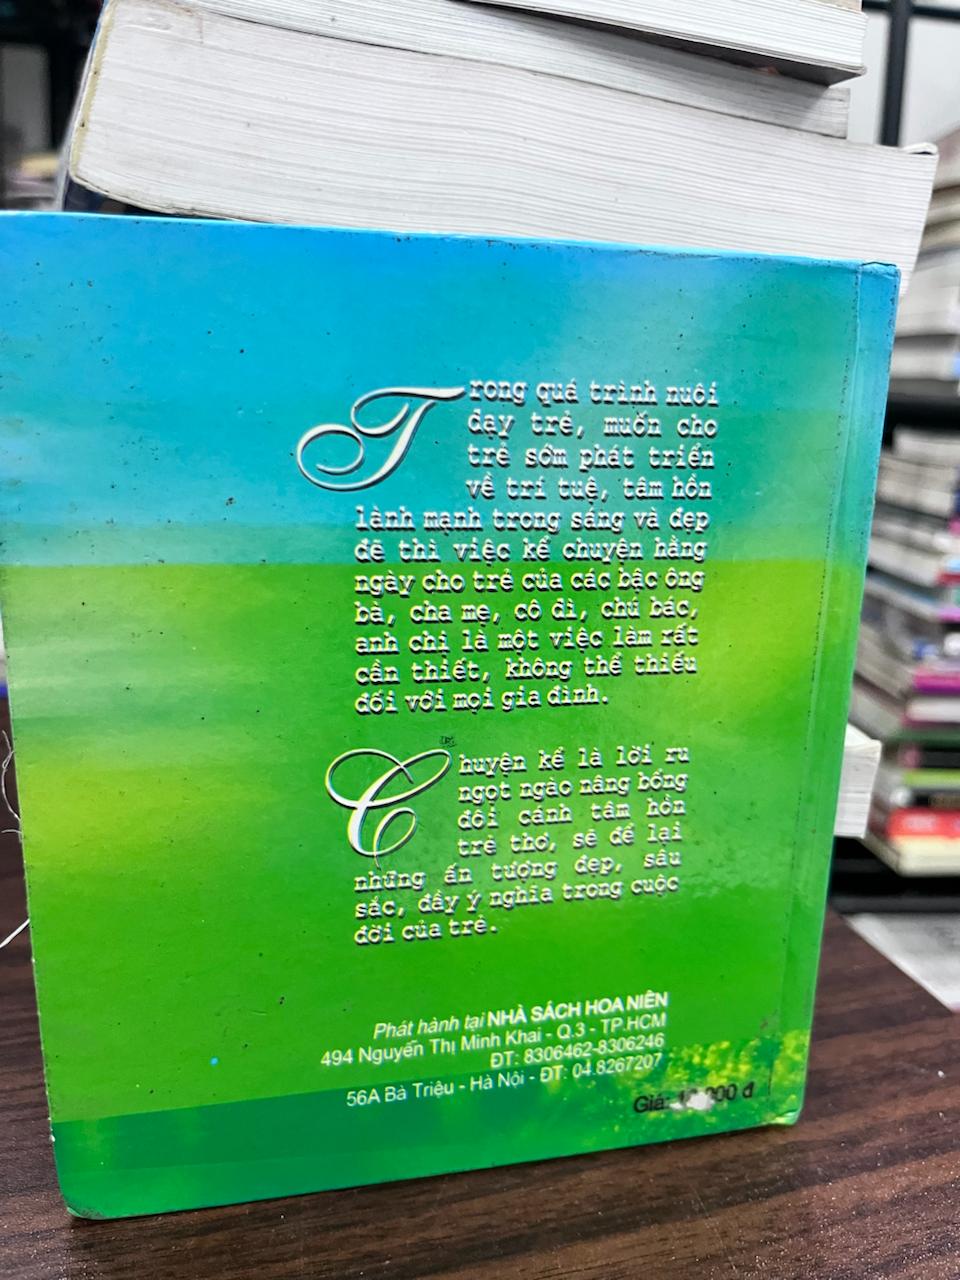 Trong quá trình nuôi
dạy trẻ, muốn cho
trẻ sớm phát triển
về trí tuệ, tâm hồn
lành mạnh trong sáng và đẹp
đẽ thì việc kể chuyện hằng
ngày cho trẻ của các bậc ông
bà, cha mẹ, cô dì, chú bác,
anh chị là một việc làm rất
cần thiết, không thể thiếu
đối với mọi gia đình.
Chuyện kể là lời ru
ngọt ngào nâng bổng
đôi cánh tâm hồn
trẻ thơ, sẽ để lại
những ấn tượng đẹp, sâu
sắc, đầy ý nghĩa trong cuộc
đời của trẻ.
Phát hành tại NHÀ SÁCH HOA NIÊN
494 Nguyễn Thị Minh Khai - Q.3 - TP.HCM
ĐT: 8306462-8306246
56A Bà Triệu - Hà Nội - ĐT: 04.8267207
Giá: đ